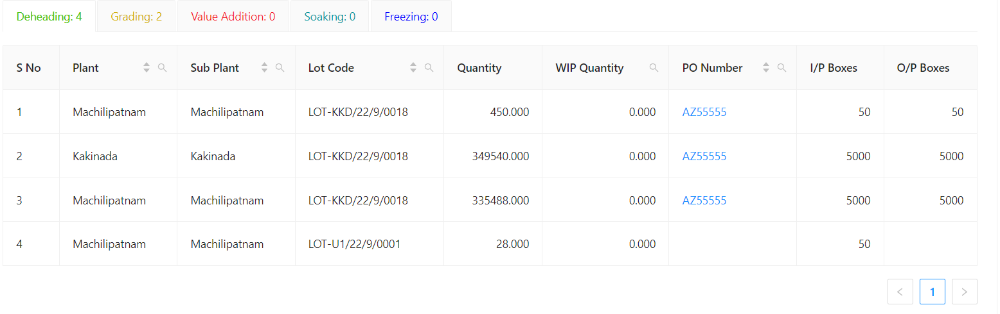 Deheading: 4 Grading: 2 Value Addition: 0 Soaking: 0 Freezing: 0
S No Plant Sub Plant Lot Code Quantity WIP Quantity PO Number I/P Boxes O/P Boxes
1 Machilipatnam Machilipatnam LOT-KKD/22/9/0018 450.000 0.000 AZ55555 50 50
2 Kakinada Kakinada LOT-KKD/22/9/0018 349540.000 0.000 AZ55555 5000 5000
3 Machilipatnam Machilipatnam LOT-KKD/22/9/0018 335488.000 0.000 AZ55555 5000 5000
4 Machilipatnam Machilipatnam LOT-U1/22/9/0001 28.000 0.000 50
< 1 >